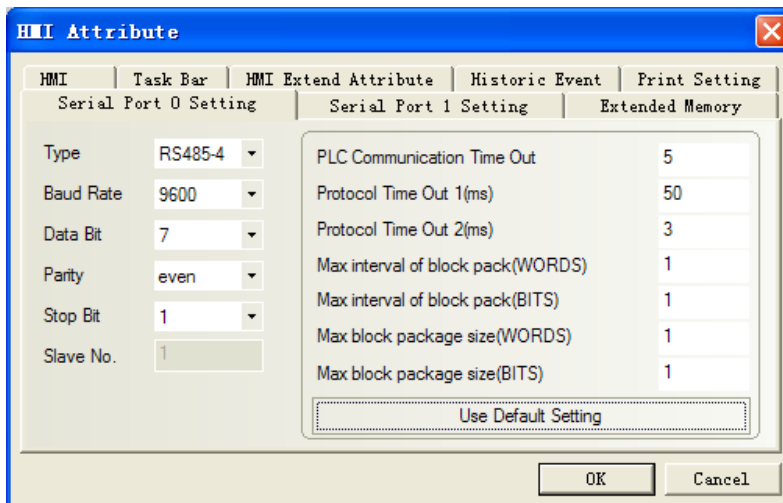 HMI Attribute
HMI Task Bar HMI Extend Attribute Historic Event Print Setting
Serial Port 0 Setting Serial Port 1 Setting Extended Memory
Type RS485-4 PLC Communication Time Out 5
Baud Rate 9600 Protocol Time Out 1(ms) 50
Data Bit 7 Protocol Time Out 2(ms) 3
Parity even Max interval of block pack(WORDS) 1
Stop Bit 1 Max interval of block pack(BITS) 1
Slave No. 1 Max block package size(WORDS) 1
Max block package size(BITS) 1
Use Default Setting
OK Cancel